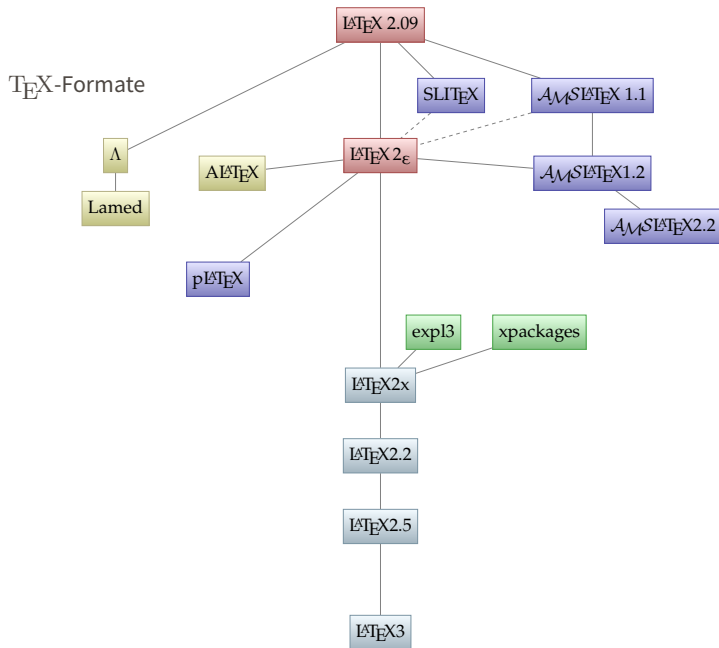 LATEX 2.09
TEX-Formate
SLITEX
AMSLATEX 1.1
Λ
ALATEX
LATEX 2ε
AMSLATEX1.2
Lamed
AMSLATEX2.2
pLATEX
expl3
xpackages
LATEX2x
LATEX2.2
LATEX2.5
LATEX3